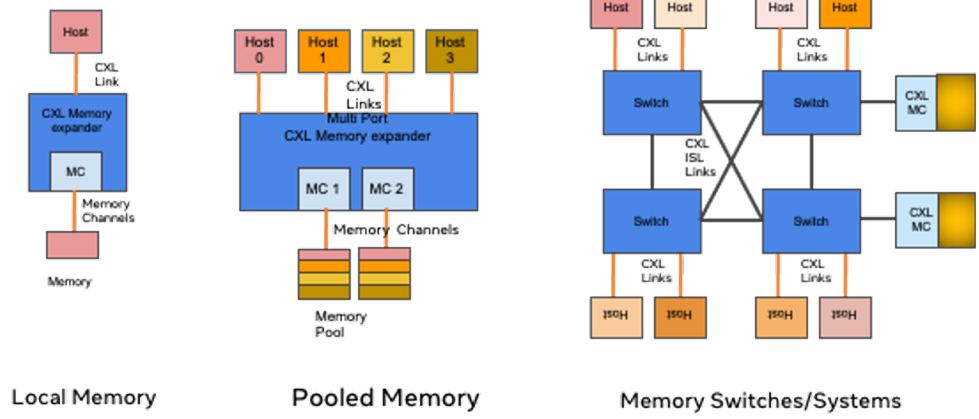 Host
CXL
Link
CXL Memory
expander
MC
Memory
Channels
Memory
Local Memory
Host
0
Host
1
Host
2
Host
3
CXL
Links
Multi Port
CXL Memory expander
MC 1
MC 2
Memory Channels
Memory
Pool
Pooled Memory
Host
Host
Host
Host
CXL
Links
CXL
Links
Switch
Switch
CXL
MC
CXL
ISL
Links
Switch
Switch
CXL
MC
CXL
Links
CXL
Links
Host
Host
Host
Host
Memory Switches/Systems